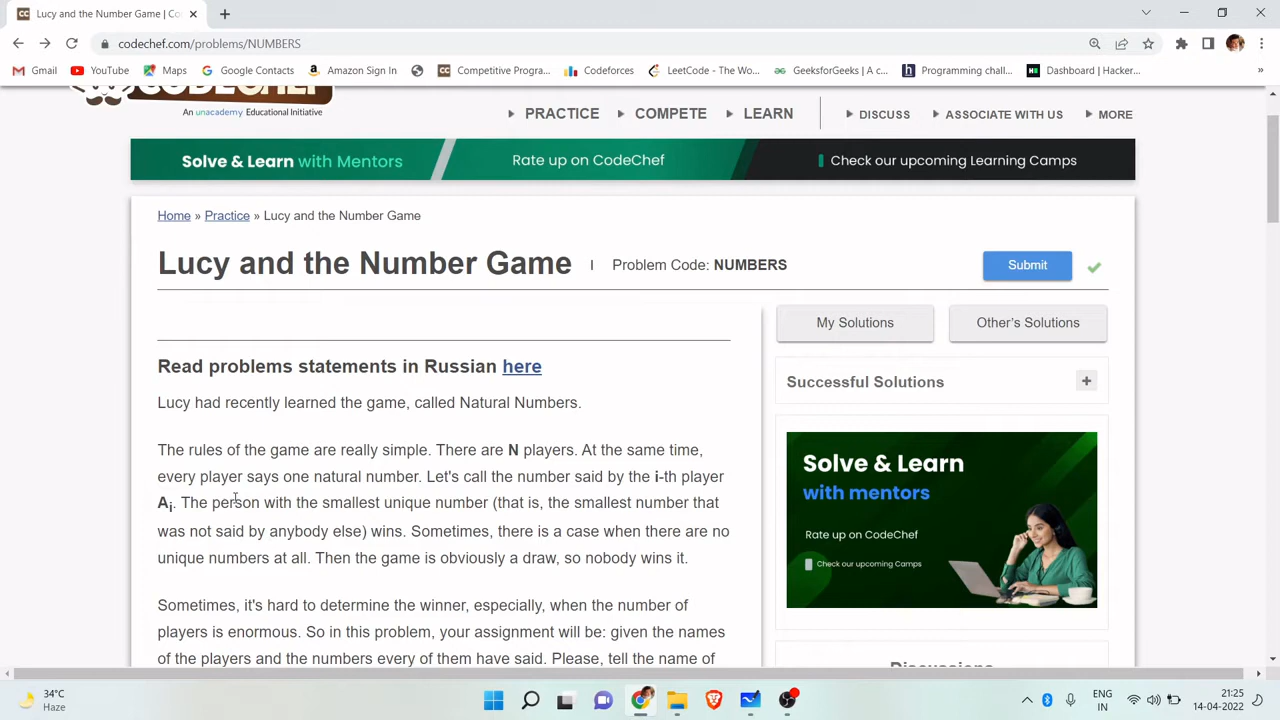 Lucy and the Number Game | Co
codechef.com/problems/NUMBERS
Gmail YouTube Maps Google Contacts Amazon Sign In Competitive Progra... Codeforces LeetCode - The Wo... GeeksforGeeks | A c... Programming chall... Dashboard | Hacker... »
An unacademy Educational Initiative
PRACTICE COMPETE LEARN DISCUSS ASSOCIATE WITH US MORE
Solve & Learn with Mentors Rate up on CodeChef Check our upcoming Learning Camps
Home » Practice » Lucy and the Number Game
Lucy and the Number Game | Problem Code: NUMBERS Submit
My Solutions Other's Solutions
Read problems statements in Russian here
Successful Solutions +
Lucy had recently learned the game, called Natural Numbers.
The rules of the game are really simple. There are N players. At the same time,
every player says one natural number. Let's call the number said by the i-th player
Ai. The person with the smallest unique number (that is, the smallest number that
was not said by anybody else) wins. Sometimes, there is a case when there are no
unique numbers at all. Then the game is obviously a draw, so nobody wins it.
Sometimes, it's hard to determine the winner, especially, when the number of
players is enormous. So in this problem, your assignment will be: given the names
of the players and the numbers every of them have said. Please, tell the name of
Solve & Learn
with mentors
Rate up on CodeChef
Check our upcoming Camps
34°C
Haze
ENG
IN
21:25
14-04-2022